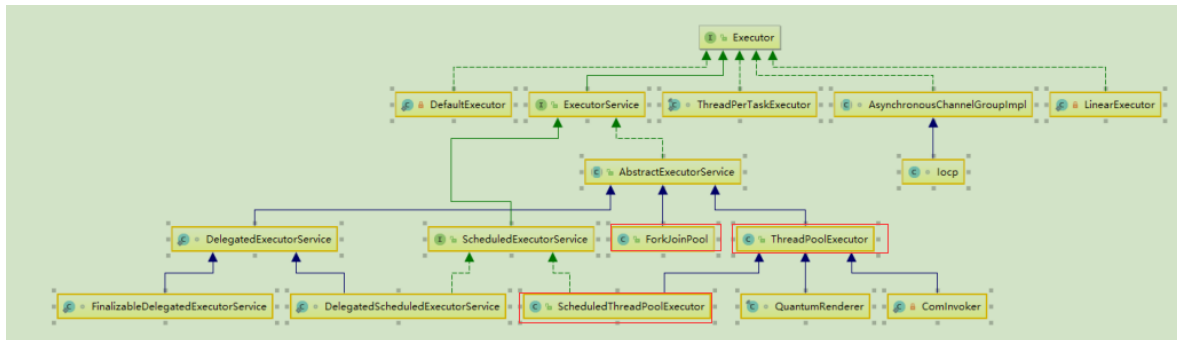 Executor
DefaultExecutor
ExecutorService
ThreadPerTaskExecutor
AsynchronousChannelGroupImpl
LinearExecutor
AbstractExecutorService
Iocp
DelegatedExecutorService
ScheduledExecutorService
ForkJoinPool
ThreadPoolExecutor
FinalizableDelegatedExecutorService
DelegatedScheduledExecutorService
ScheduledThreadPoolExecutor
QuantumRenderer
ComInvoker